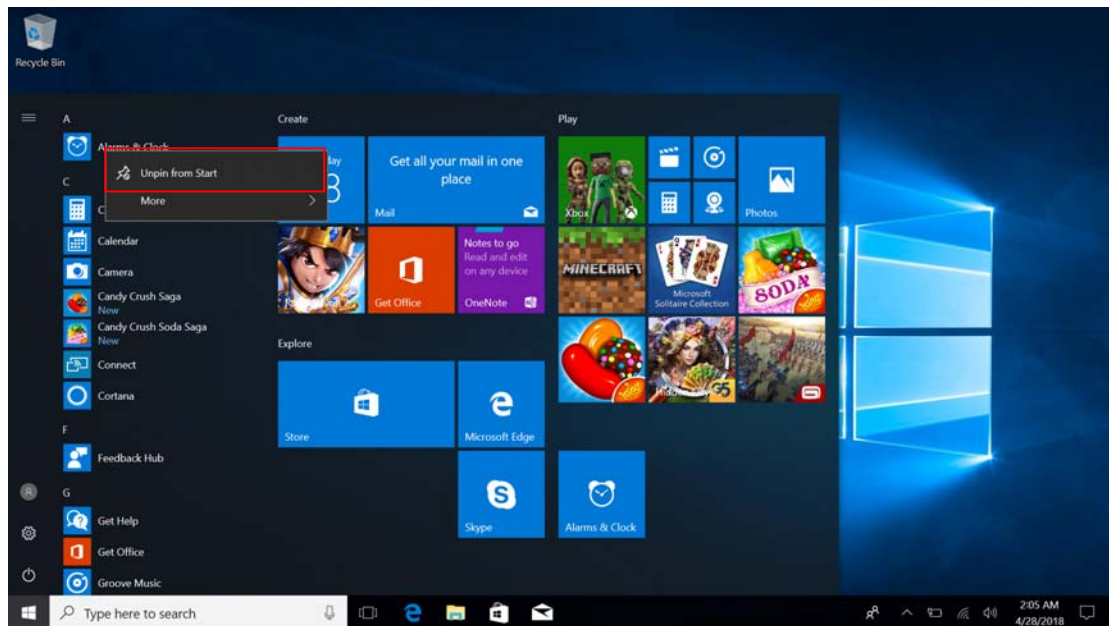 Recycle Bin
A
Alarms & Clock
Unpin from Start
More
C
Calendar
Camera
Candy Crush Saga
New
Candy Crush Soda Saga
New
Connect
Cortana
F
Feedback Hub
G
Get Help
Get Office
Groove Music
Create
Get all your mail in one
place
Mail
Get Office
Notes to go
Read and edit
on any device
OneNote
Explore
Store
Microsoft Edge
Skype
Play
Xbox
Photos
MINECRAFT
Microsoft
Solitaire Collection
SODA
King
King
G5
Alarms & Clock
Type here to search
2:05 AM
4/28/2018